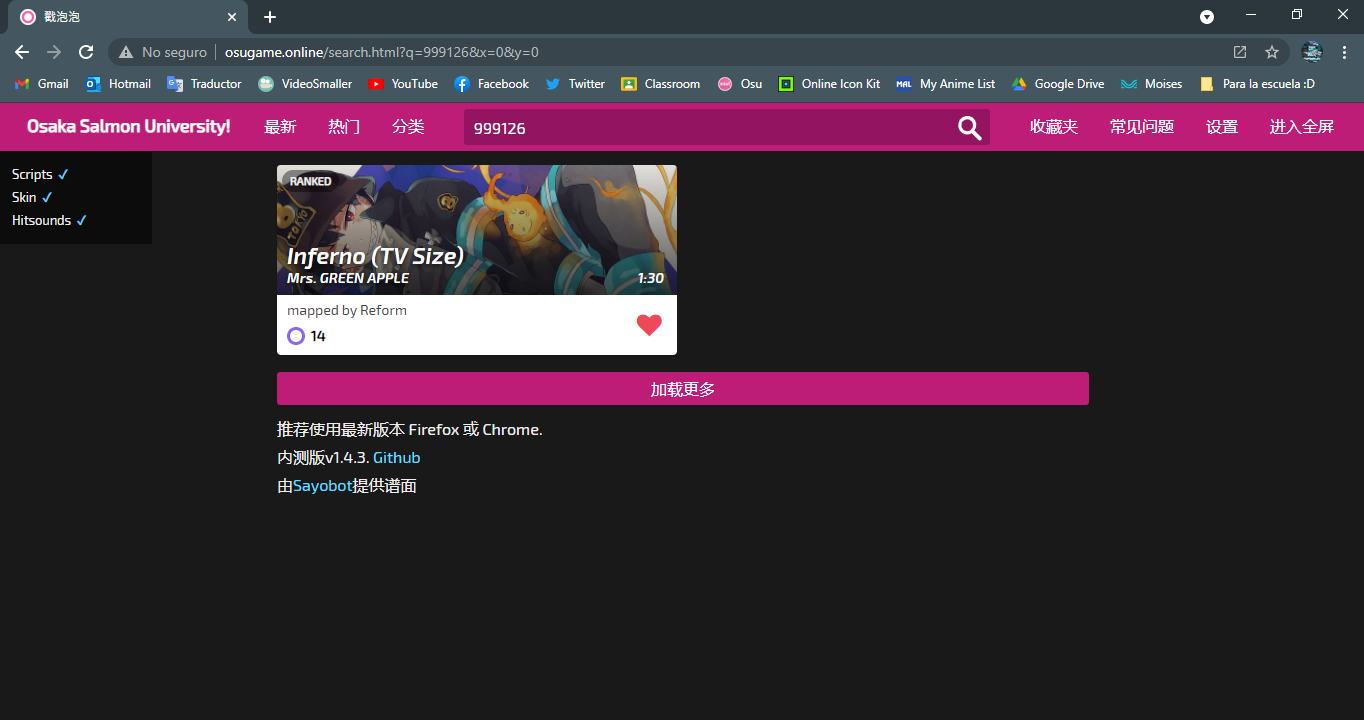 戳泡泡
No seguro
osugame.online/search.html?q=999126&x=0&y=0
Gmail Hotmail Traductor VideoSmaller YouTube Facebook Twitter Classroom Osu Online Icon Kit MAL My Anime List Google Drive Moises Para la escuela :D
Osaka Salmon University! 最新 热门 分类 999126 收藏夹 常见问题 设置 进入全屏
Scripts ✓
Skin ✓
Hitsounds ✓
RANKED
TOKYO
Inferno (TV Size)
Mrs. GREEN APPLE 1:30
mapped by Reform
14
加载更多
推荐使用最新版本 Firefox 或 Chrome.
内测版v1.4.3. Github
由Sayobot提供谱面